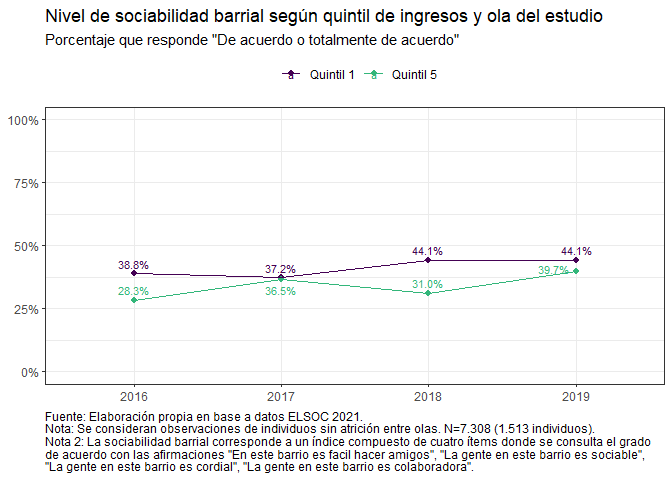 Nivel de sociabilidad barrial según quintil de ingresos y ola del estudio
Porcentaje que responde "De acuerdo o totalmente de acuerdo"
a Quintil 1 a Quintil 5
100%
75%
50%
25%
0%
38.8%
37.2%
44.1%
44.1%
28.3%
36.5%
31.0%
39.7%
2016 2017 2018 2019
Fuente: Elaboración propia en base a datos ELSOC 2021.
Nota: Se consideran observaciones de individuos sin atrición entre olas. N=7.308 (1.513 individuos).
Nota 2: La sociabilidad barrial corresponde a un índice compuesto de cuatro ítems donde se consulta el grado
de acuerdo con las afirmaciones "En este barrio es facil hacer amigos", "La gente en este barrio es sociable",
"La gente en este barrio es cordial", "La gente en este barrio es colaboradora".